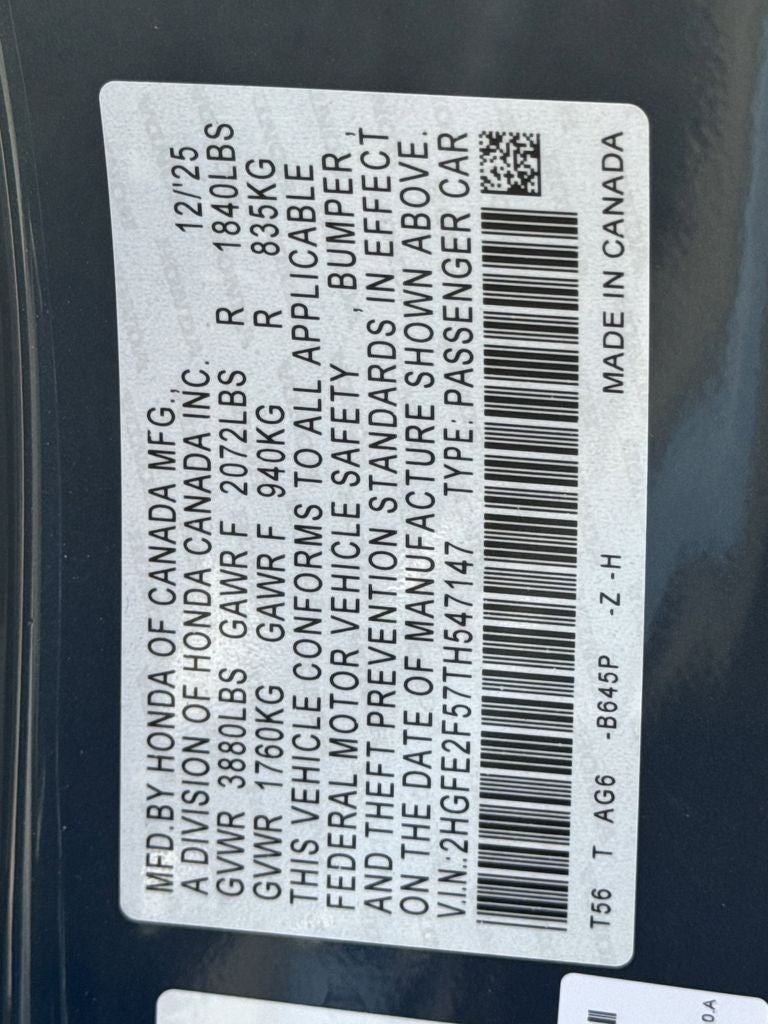 MFD.BY HONDA OF CANADA MFG.,
A DIVISION OF HONDA CANADA INC. 12/'25
GVWR 3880LBS GAWR F 2072LBS R 1840LBS
GVWR 1760KG GAWR F 940KG R 835KG
THIS VEHICLE CONFORMS TO ALL APPLICABLE
FEDERAL MOTOR VEHICLE SAFETY , BUMPER ,
AND THEFT PREVENTION STANDARDS IN EFFECT
ON THE DATE OF MANUFACTURE SHOWN ABOVE.
V.I.N.:2HGFE2F57TH547147 TYPE: PASSENGER CAR
T56 T AG6 -B645P -Z -H MADE IN CANADA
0.A